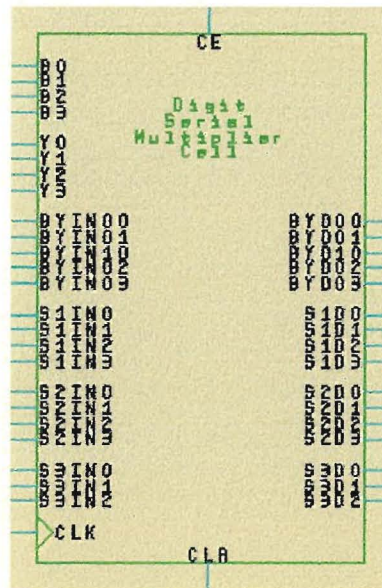 CE
B0
B1
B2
B3
Digit
Serial
Multiplier
Cell
Y0
Y1
Y2
Y3
BYIN00 BYD00
BYIN01 BYD01
BYIN10 BYD10
BYIN02 BYD02
BYIN03 BYD03
S1IN0 S1D0
S1IN1 S1D1
S1IN2 S1D2
S1IN3 S1D3
S2IN0 S2D0
S2IN1 S2D1
S2IN2 S2D2
S2IN3 S2D3
S3IN0 S3D0
S3IN1 S3D1
S3IN2 S3D2
CLK
CLR